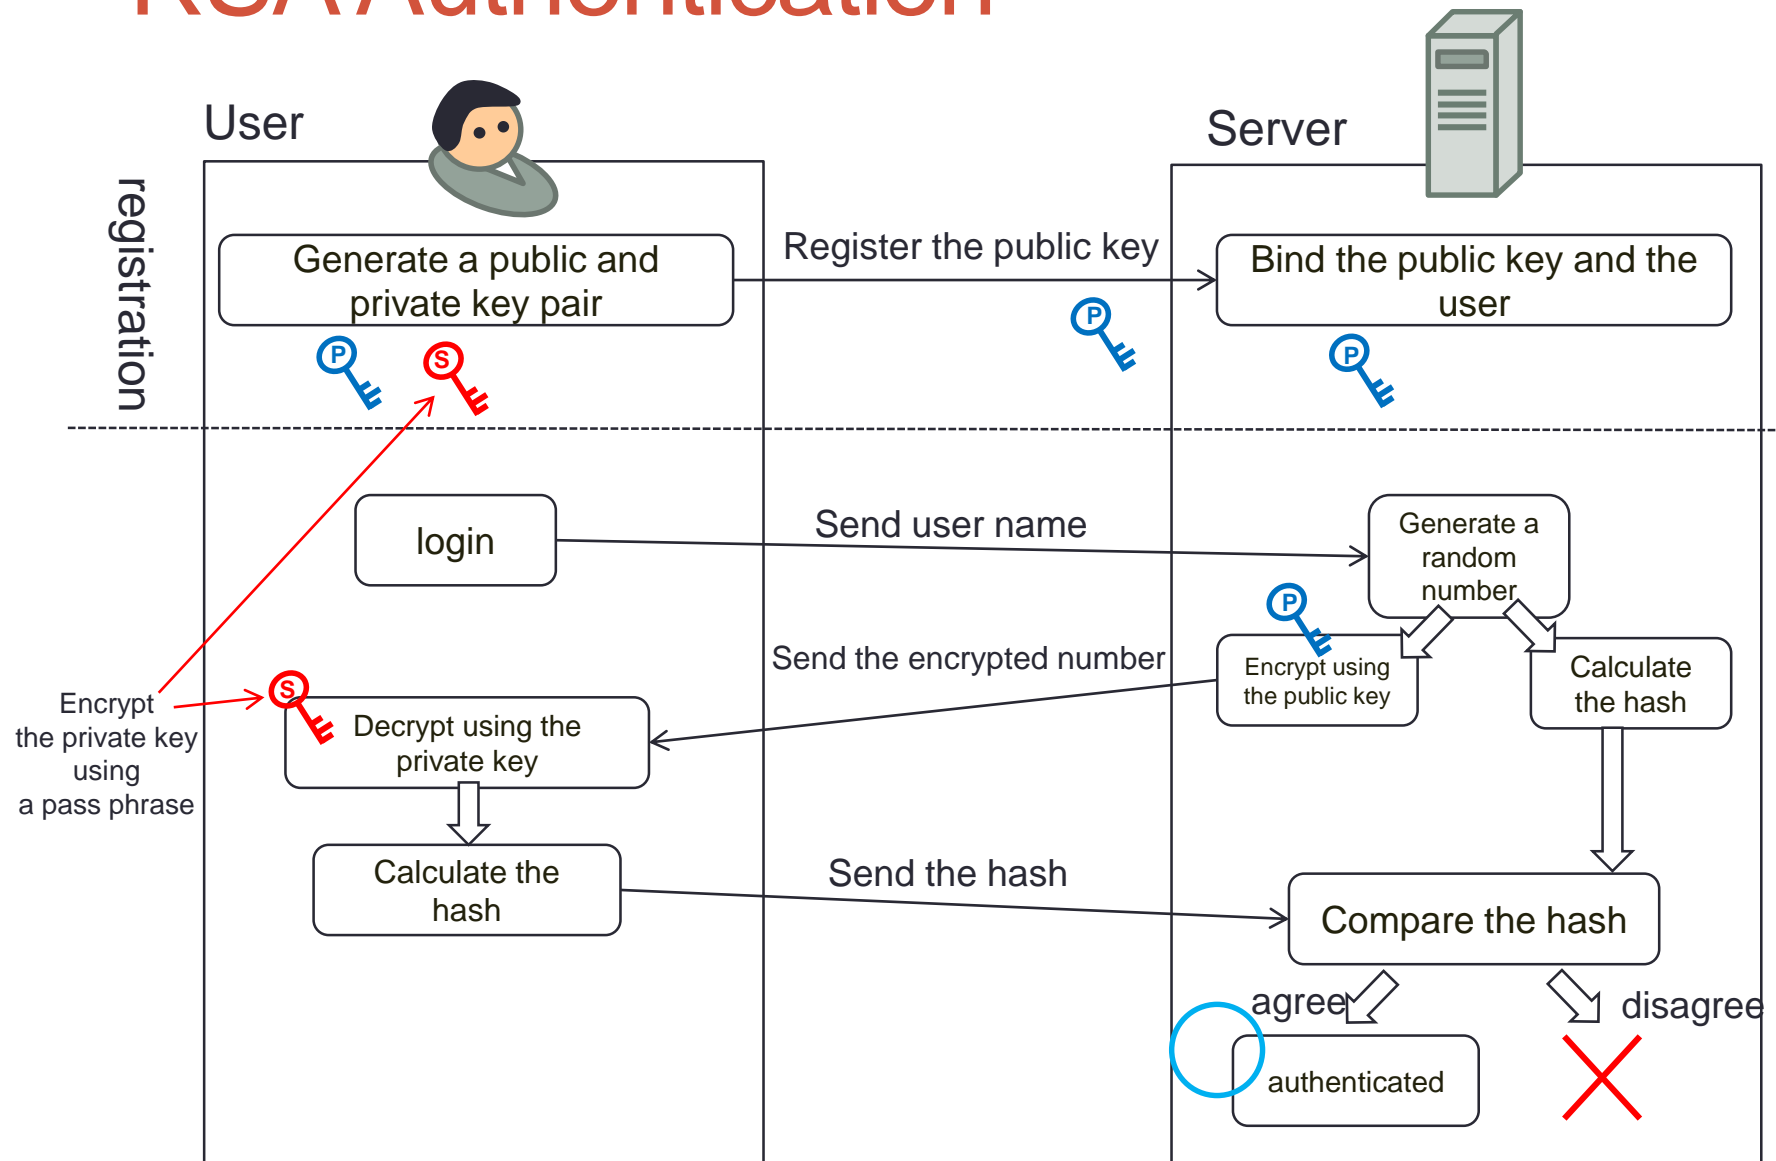 RSA Authentication
User
Server
registration
Generate a public and
private key pair
Register the public key
Bind the public key and the
user
P
S
P
P
login
Send user name
Generate a
random
number
P
Send the encrypted number
Encrypt using
the public key
Calculate
the hash
Encrypt
the private key
using
a pass phrase
S
Decrypt using the
private key
Calculate the
hash
Send the hash
Compare the hash
agree
disagree
authenticated